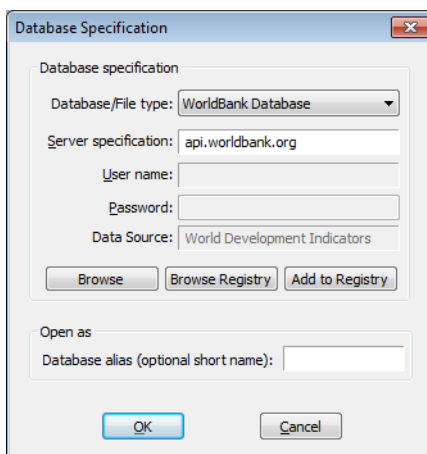 Database Specification
Database specification
Database/File type: WorldBank Database
Server specification: api.worldbank.org
User name:
Password:
Data Source: World Development Indicators
Browse Browse Registry Add to Registry
Open as
Database alias (optional short name):
OK Cancel